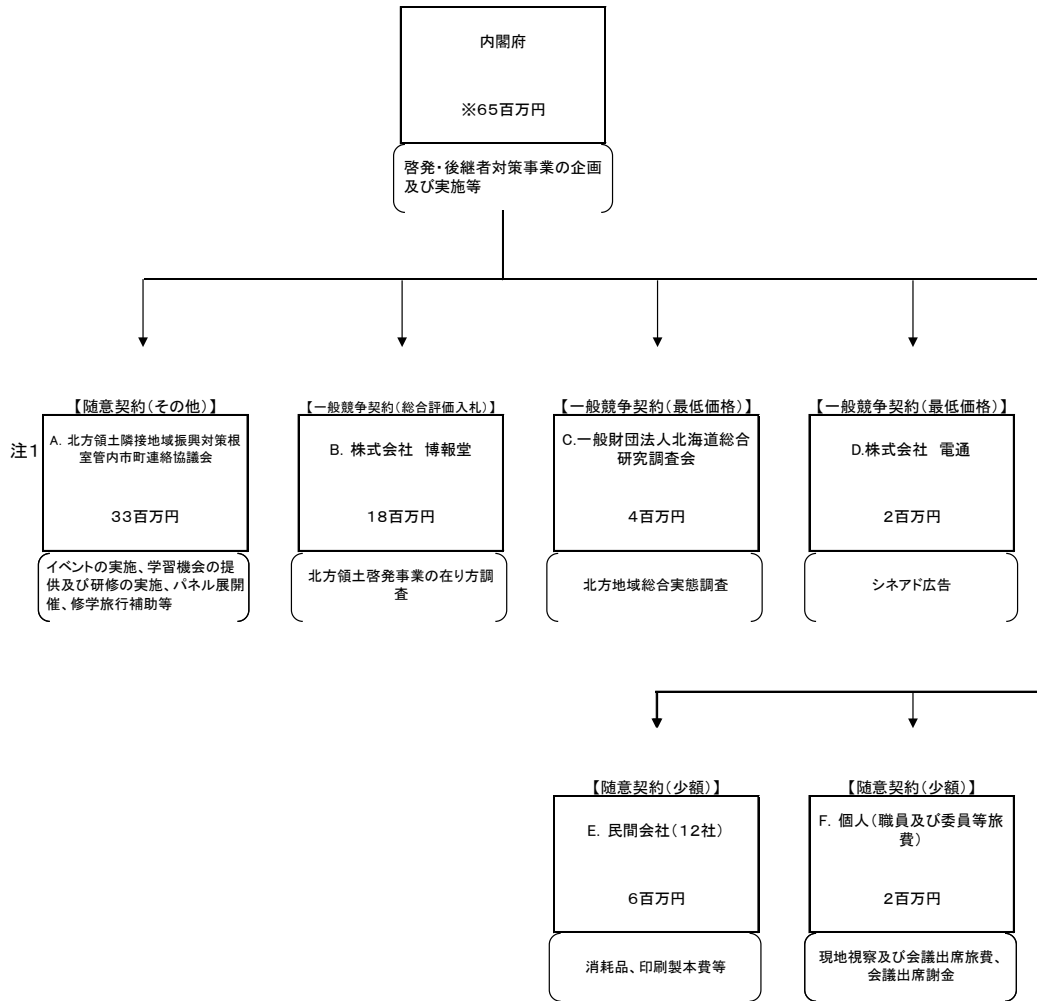 内閣府
※65百万円
啓発・後継者対策事業の企画
及び実施等
【随意契約(その他)】
注1
A. 北方領土隣接地域振興対策根
室管内市町連絡協議会
33百万円
イベントの実施、学習機会の提
供及び研修の実施、パネル展開
催、修学旅行補助等
【一般競争契約(総合評価入札)】
B. 株式会社 博報堂
18百万円
北方領土啓発事業の在り方調
査
【一般競争契約(最低価格)】
C.一般財団法人北海道総合
研究調査会
4百万円
北方地域総合実態調査
【一般競争契約(最低価格)】
D.株式会社 電通
2百万円
シネアド広告
【随意契約(少額)】
E. 民間会社(12社)
6百万円
消耗品、印刷製本費等
【随意契約(少額)】
F. 個人(職員及び委員等旅
費)
2百万円
現地視察及び会議出席旅費、
会議出席謝金